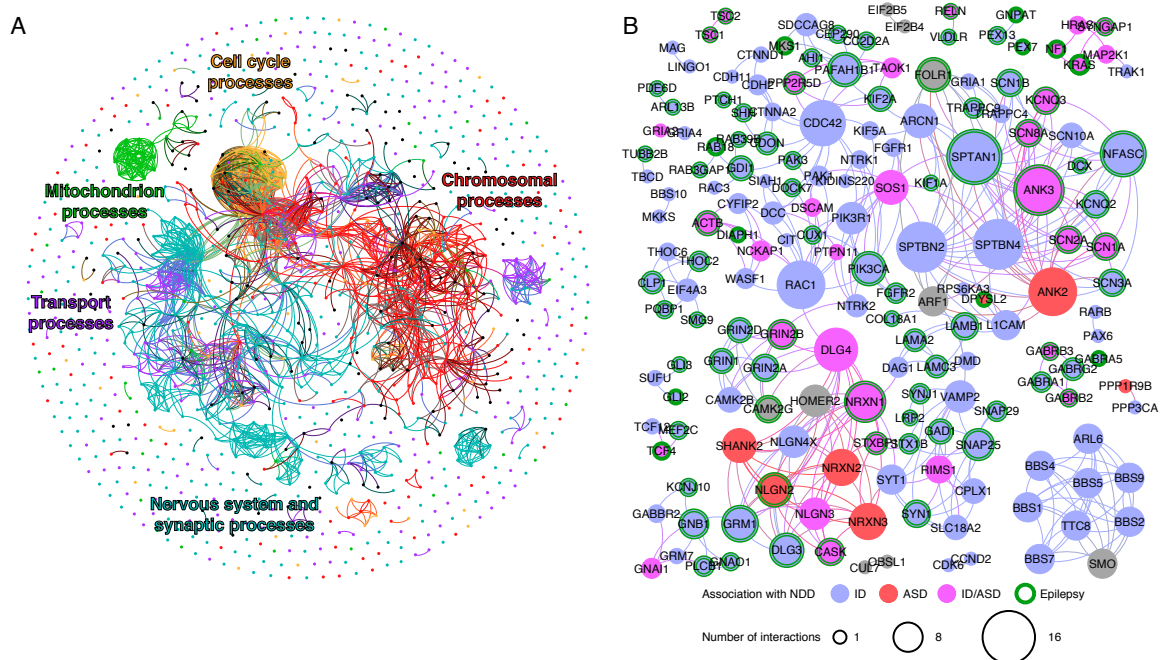 A
Cell cycle
processes
Mitochondrion
processes
Chromosomal
processes
Transport
processes
Nervous system and
synaptic processes
B
TSC2
TSC1
MAG
LINGO1
SDCCAG8
CTNND1
MKS1
CEP290
CC2D2A
AHI1
EIF2B5
EIF2B4
RELN
VLDLR
GNPAT
PEX13
PEX7
HRAS
SYNGAP1
NF1
MAP2K1
KRAS
TRAK1
PDE6D
ARL13B
CDH11
CDH2
PPP2R5D
PAFAH1B1
TAOK1
FOLR1
GRIA1
SCN1B
PTCH1
SHH
CTNNA2
KIF2A
TRAPPC9
TRAPPC4
KCNQ3
GRIA2
GRIA4
RAB39B
RAB18
CDON
CDC42
KIF5A
ARCN1
FGFR1
SCN8A
SCN10A
TUBB2B
TBCD
RAB3GAP1
GDI1
PAK3
NTRK1
SPTAN1
DCX
NFASC
BBS10
RAC3
SIAH1
PAK1
KIDINS220
DOCK7
SOS1
KIF1A
ANK3
MKKS
CYFIP2
DSCAM
KCNQ2
ACTB
DCC
PIK3R1
DIAPH1
CIT
CUX1
SPTBN2
SPTBN4
SCN2A
SCN1A
THOC6
THOC2
NCKAP1
PTPN11
CLP1
EIF4A3
WASF1
RAC1
PIK3CA
RPS6KA3
ANK2
SCN3A
PQBP1
NTRK2
FGFR2
ARF1
DPYSL2
SMG9
COL18A1
LAMB1
L1CAM
RARB
PAX6
GRIN2D
GRIN2B
LAMA2
GLI3
GRIN1
GRIN2A
DLG4
DAG1
LAMC3
DMD
GABRB3
GABRA5
GABRG2
GABRA1
SUFU
GLI2
CAMK2B
CAMK2G
HOMER2
NRXN1
SYNJ1
VAMP2
GABRB2
PPP1R9B
PPP3CA
TCF12
MEF2C
TCF4
LRP2
SNAP29
SHANK2
NLGN4X
STXBP1
STX1B
GAD1
SNAP25
ARL6
NRXN2
BBS4
BBS5
BBS9
KCNJ10
NLGN2
SYT1
RIMS1
CPLX1
GABBR2
GNB1
GRM1
NLGN3
NRXN3
SYN1
SLC18A2
BBS1
TTC8
BBS2
GRM7
GNAI1
PLCB1
GNAO1
DLG3
CASK
CUL7
OBSL1
CDK6
CCND2
BBS7
SMO
Association with NDD
ID
ASD
ID/ASD
Epilepsy
Number of interactions
1
8
16